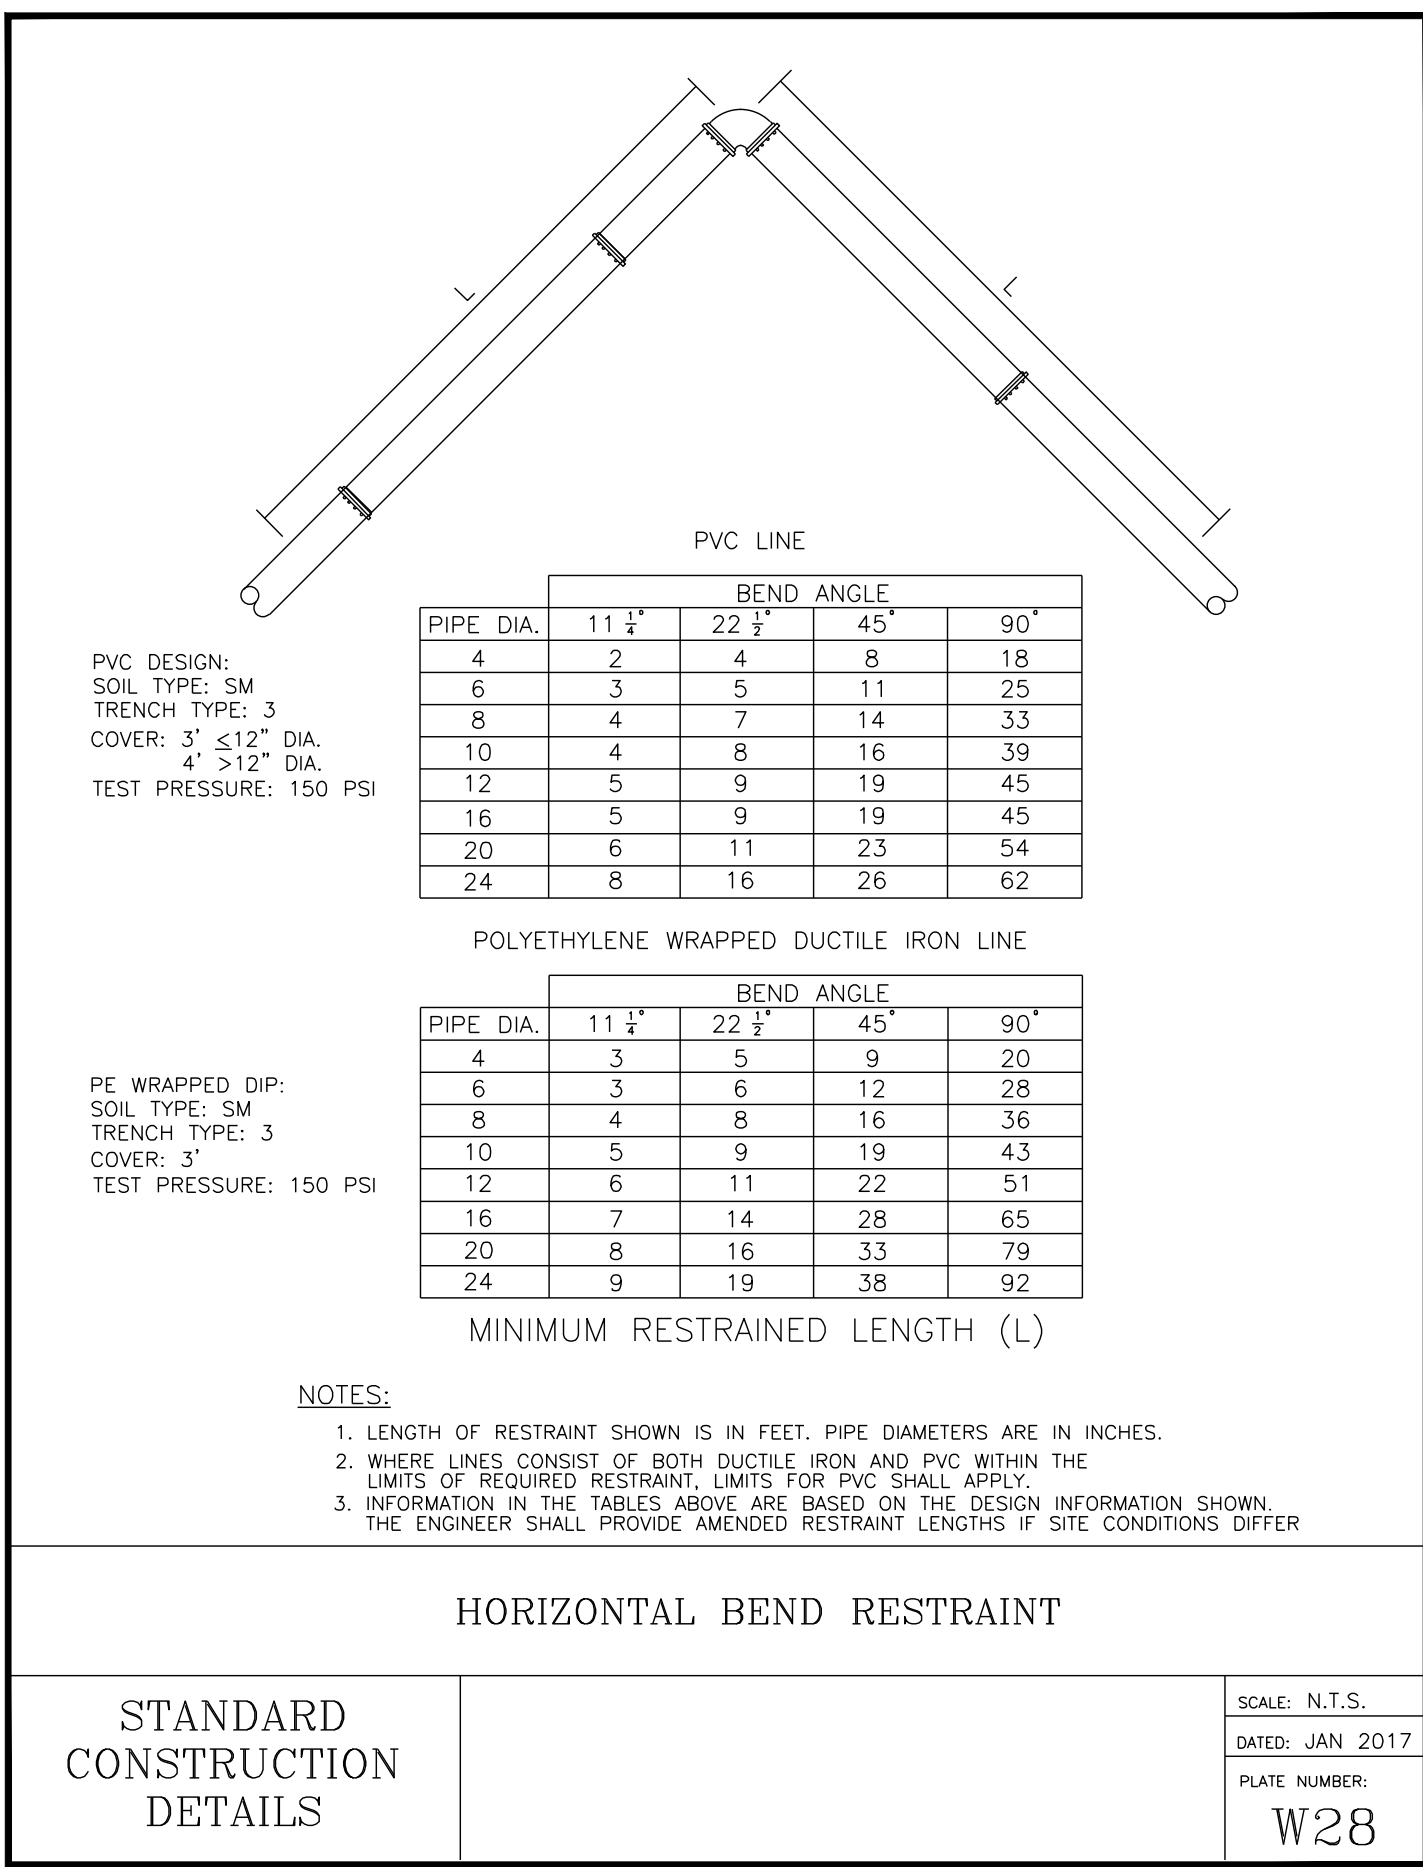 L
L
PVC LINE
BEND ANGLE
PIPE DIA. 11 1/4° 22 1/2° 45° 90°
4 2 4 8 18
6 3 5 11 25
8 4 7 14 33
10 4 8 16 39
12 5 9 19 45
16 5 9 19 45
20 6 11 23 54
24 8 16 26 62
PVC DESIGN:
SOIL TYPE: SM
TRENCH TYPE: 3
COVER: 3' ≤12" DIA.
4' >12" DIA.
TEST PRESSURE: 150 PSI
POLYETHYLENE WRAPPED DUCTILE IRON LINE
BEND ANGLE
PIPE DIA. 11 1/4° 22 1/2° 45° 90°
4 3 5 9 20
6 3 6 12 28
8 4 8 16 36
10 5 9 19 43
12 6 11 22 51
16 7 14 28 65
20 8 16 33 79
24 9 19 38 92
PE WRAPPED DIP:
SOIL TYPE: SM
TRENCH TYPE: 3
COVER: 3'
TEST PRESSURE: 150 PSI
MINIMUM RESTRAINED LENGTH (L)
NOTES:
1. LENGTH OF RESTRAINT SHOWN IS IN FEET. PIPE DIAMETERS ARE IN INCHES.
2. WHERE LINES CONSIST OF BOTH DUCTILE IRON AND PVC WITHIN THE
LIMITS OF REQUIRED RESTRAINT, LIMITS FOR PVC SHALL APPLY.
3. INFORMATION IN THE TABLES ABOVE ARE BASED ON THE DESIGN INFORMATION SHOWN.
THE ENGINEER SHALL PROVIDE AMENDED RESTRAINT LENGTHS IF SITE CONDITIONS DIFFER
HORIZONTAL BEND RESTRAINT
STANDARD
CONSTRUCTION
DETAILS
SCALE: N.T.S.
DATED: JAN 2017
PLATE NUMBER:
W28